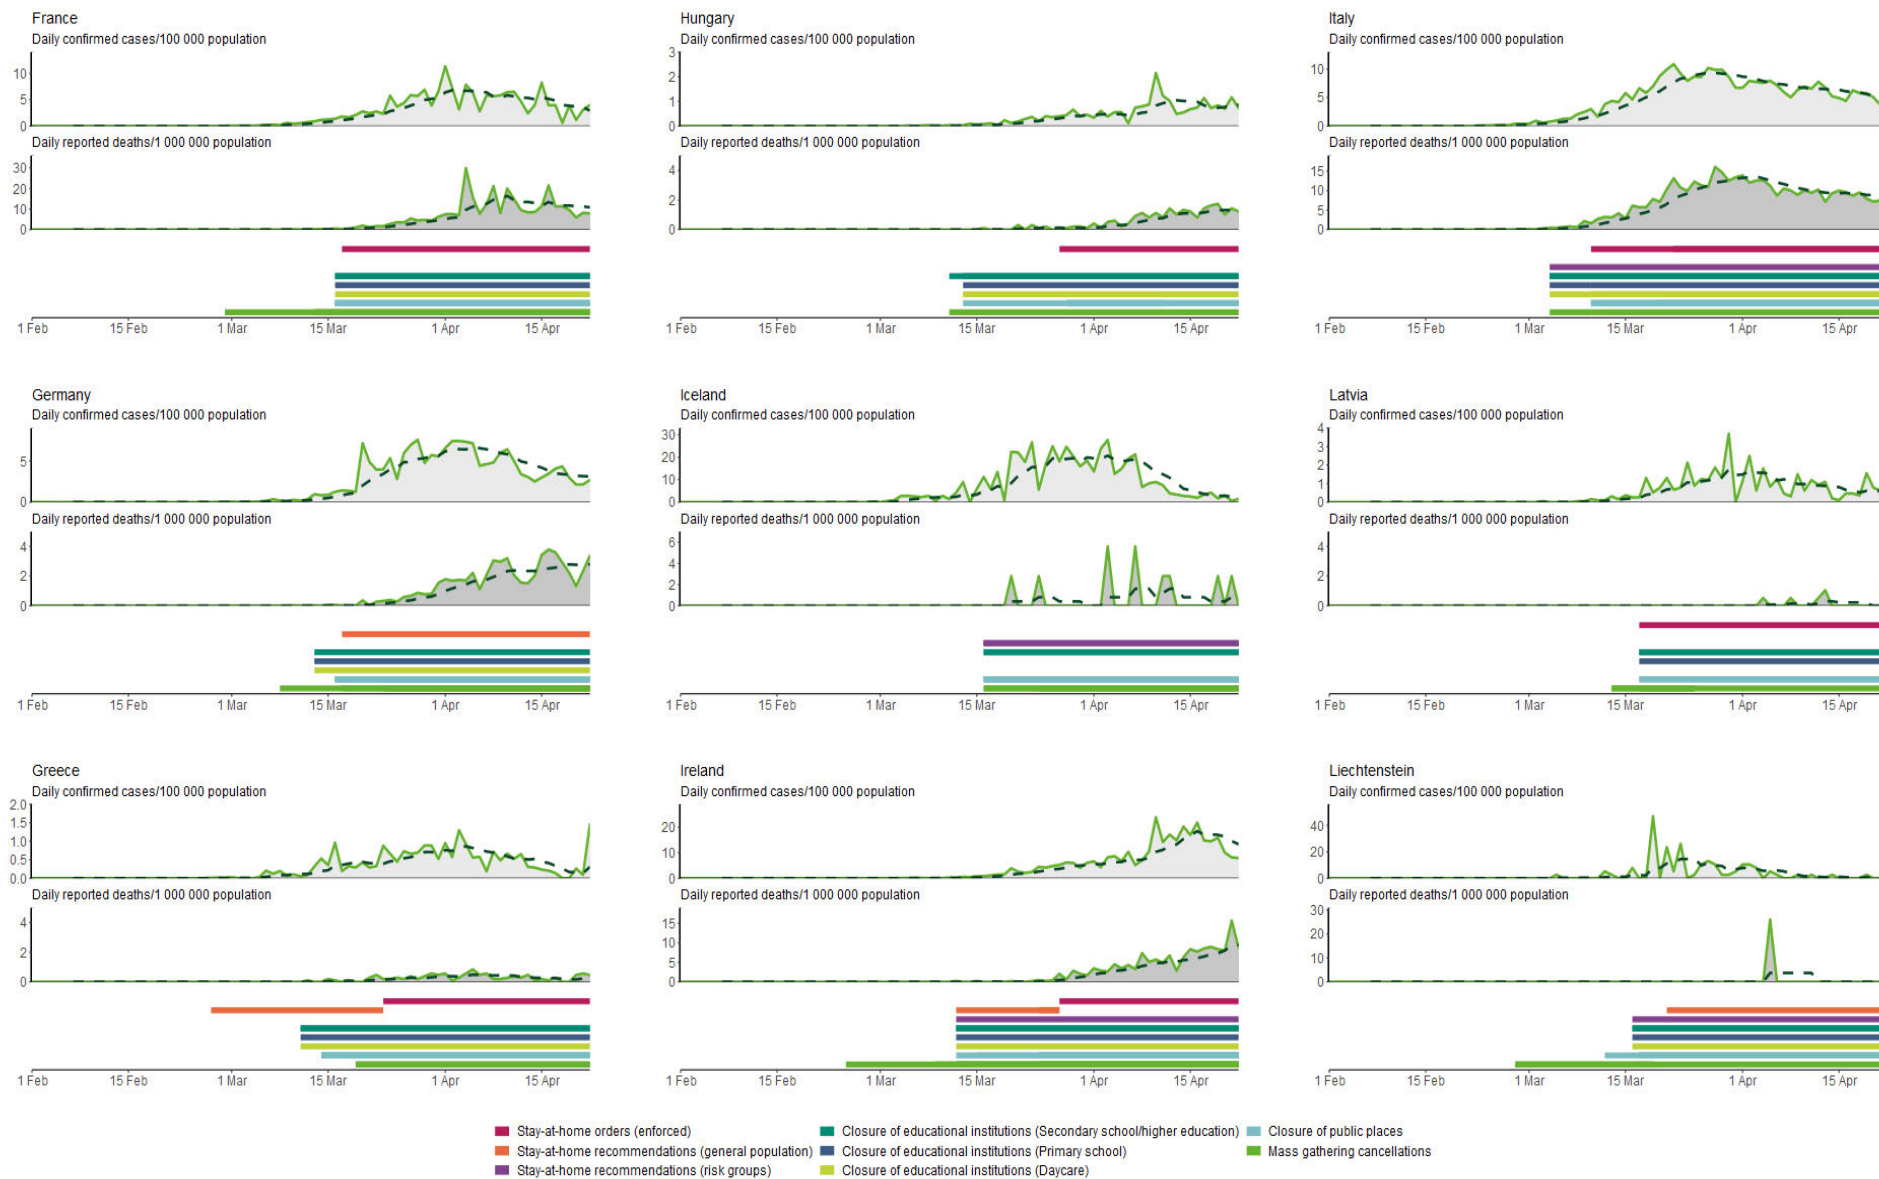 France
Daily confirmed cases/100 000 population
10
5
0
Daily reported deaths/1 000 000 population
30
20
10
0
1 Feb 15 Feb 1 Mar 15 Mar 1 Apr 15 Apr
Hungary
Daily confirmed cases/100 000 population
3
2
1
0
Daily reported deaths/1 000 000 population
4
2
0
1 Feb 15 Feb 1 Mar 15 Mar 1 Apr 15 Apr
Italy
Daily confirmed cases/100 000 population
10
5
0
Daily reported deaths/1 000 000 population
15
10
5
0
1 Feb 15 Feb 1 Mar 15 Mar 1 Apr 15 Apr
Germany
Daily confirmed cases/100 000 population
5
0
Daily reported deaths/1 000 000 population
4
2
0
1 Feb 15 Feb 1 Mar 15 Mar 1 Apr 15 Apr
Iceland
Daily confirmed cases/100 000 population
30
20
10
0
Daily reported deaths/1 000 000 population
6
4
2
0
1 Feb 15 Feb 1 Mar 15 Mar 1 Apr 15 Apr
Latvia
Daily confirmed cases/100 000 population
4
3
2
1
0
Daily reported deaths/1 000 000 population
4
2
0
1 Feb 15 Feb 1 Mar 15 Mar 1 Apr 15 Apr
Greece
Daily confirmed cases/100 000 population
2.0
1.5
1.0
0.5
0.0
Daily reported deaths/1 000 000 population
4
2
0
1 Feb 15 Feb 1 Mar 15 Mar 1 Apr 15 Apr
Ireland
Daily confirmed cases/100 000 population
20
10
0
Daily reported deaths/1 000 000 population
15
10
5
0
1 Feb 15 Feb 1 Mar 15 Mar 1 Apr 15 Apr
Liechtenstein
Daily confirmed cases/100 000 population
40
20
0
Daily reported deaths/1 000 000 population
30
20
10
0
1 Feb 15 Feb 1 Mar 15 Mar 1 Apr 15 Apr
Stay-at-home orders (enforced)
Stay-at-home recommendations (general population)
Stay-at-home recommendations (risk groups)
Closure of educational institutions (Secondary school/higher education)
Closure of educational institutions (Primary school)
Closure of educational institutions (Daycare)
Closure of public places
Mass gathering cancellations